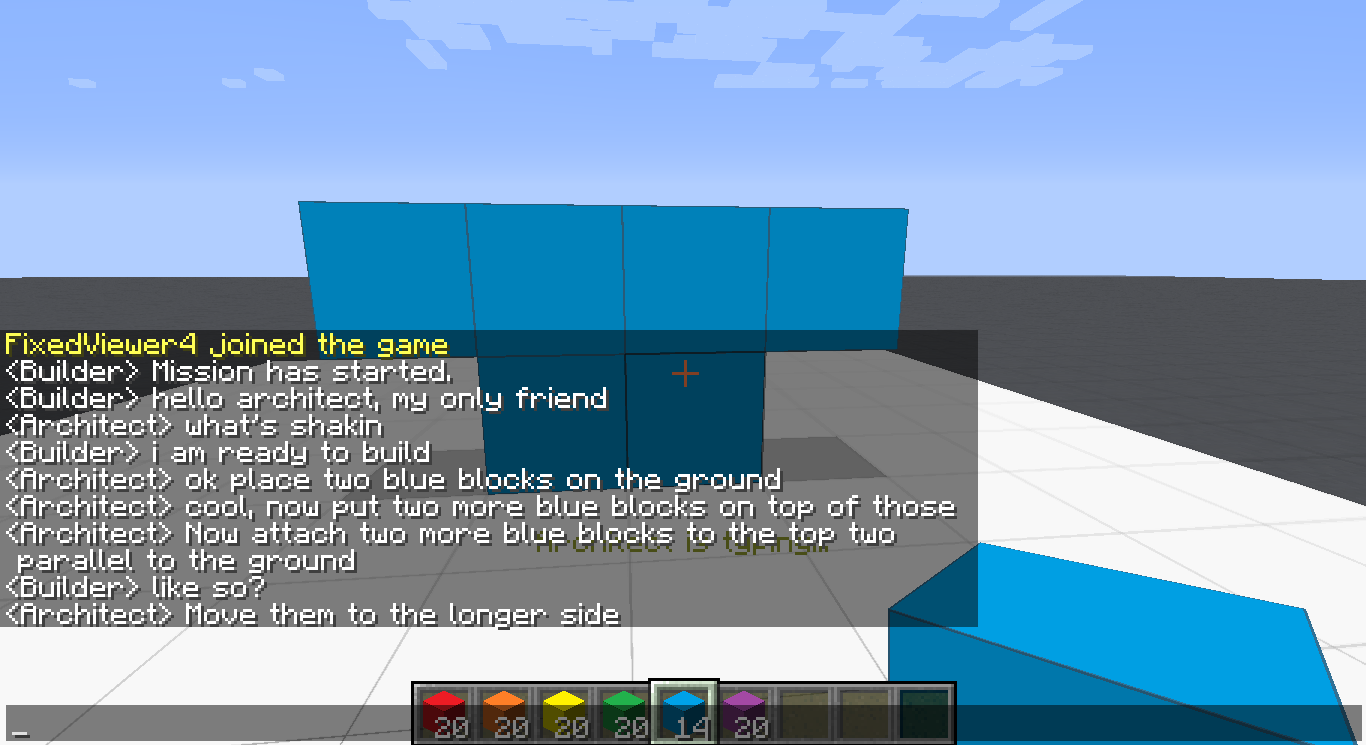 FixedViewer4 joined the game
<Builder> Mission has started.
<Builder> hello architect, my only friend
<Architect> what's shakin
<Builder> i am ready to build
<Architect> ok place two blue blocks on the ground
<Architect> cool, now put two more blue blocks on top of those
<Architect> Now attach two more blue blocks to the top two
parallel to the ground
Architect is typing...
<Builder> like so?
<Architect> Move them to the longer side
20 20 20 20 14 20
_